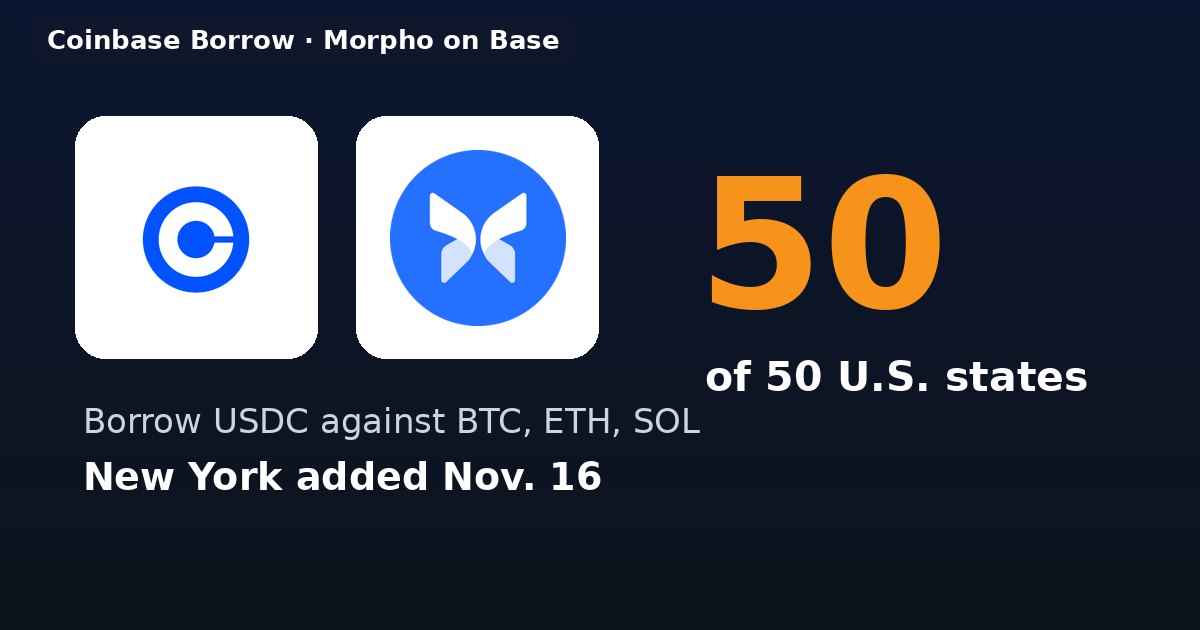 Coinbase Borrow · Morpho on Base
50
of 50 U.S. states
Borrow USDC against BTC, ETH, SOL
New York added Nov. 16